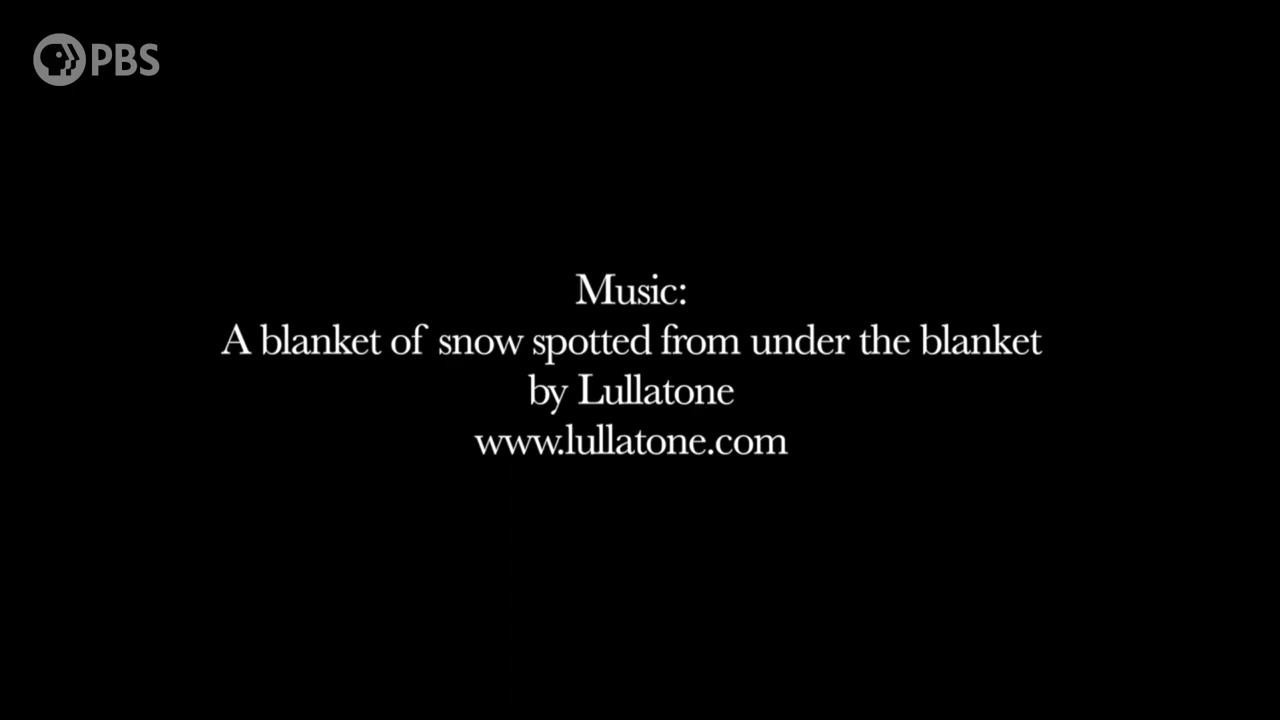 PBS
Music:
A blanket of snow spotted from under the blanket
by Lullatone
www.lullatone.com